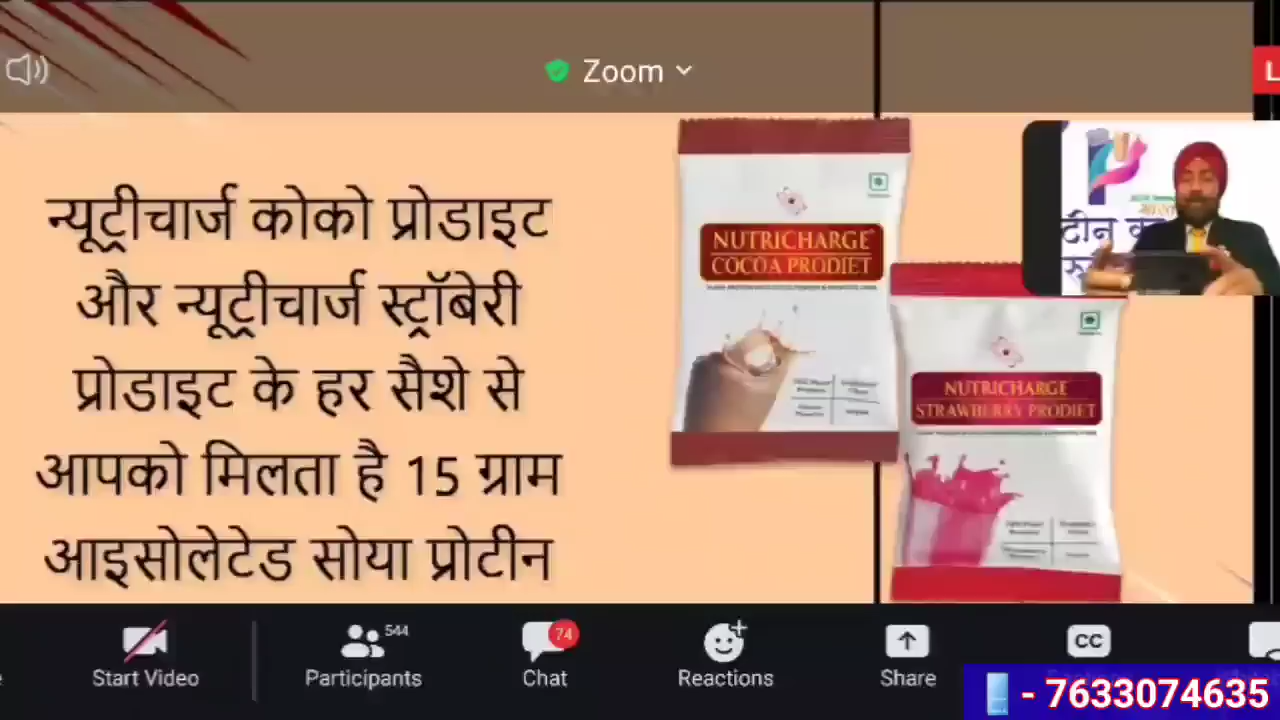 Zoom
L
न्यूट्रीचार्ज कोको प्रोडाइट
और न्यूट्रीचार्ज स्ट्रॉबेरी
प्रोडाइट के हर सैशे से
आपको मिलता है 15 ग्राम
आइसोलेटेड सोया प्रोटीन
NUTRICHARGE
COCOA PRODIET
NUTRICHARGE
STRAWBERRY PRODIET
टीन
Start Video
544
Participants
74
Chat
Reactions
Share
CC
- 7633074635